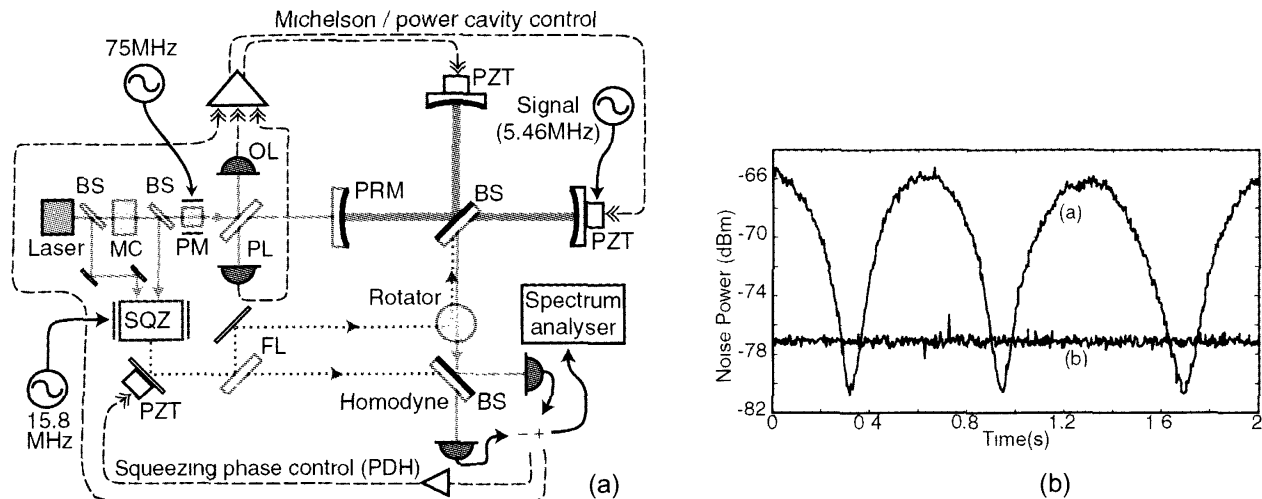 Michelson / power cavity control
75MHz
PZT
Signal
(5.46MHz)
OL
BS
BS
PRM
BS
Laser
MC
PM
PL
PZT
Rotator
Spectrum
analyser
SQZ
FL
PZT
Homodyne
BS
15.8
MHz
- +
Squeezing phase control (PDH)
(a)
Noise Power (dBm)
-66
-70
-74
-78
-82
(a)
(b)
0
0 4
0.8
1.2
1 6
2
Time(s)
(b)